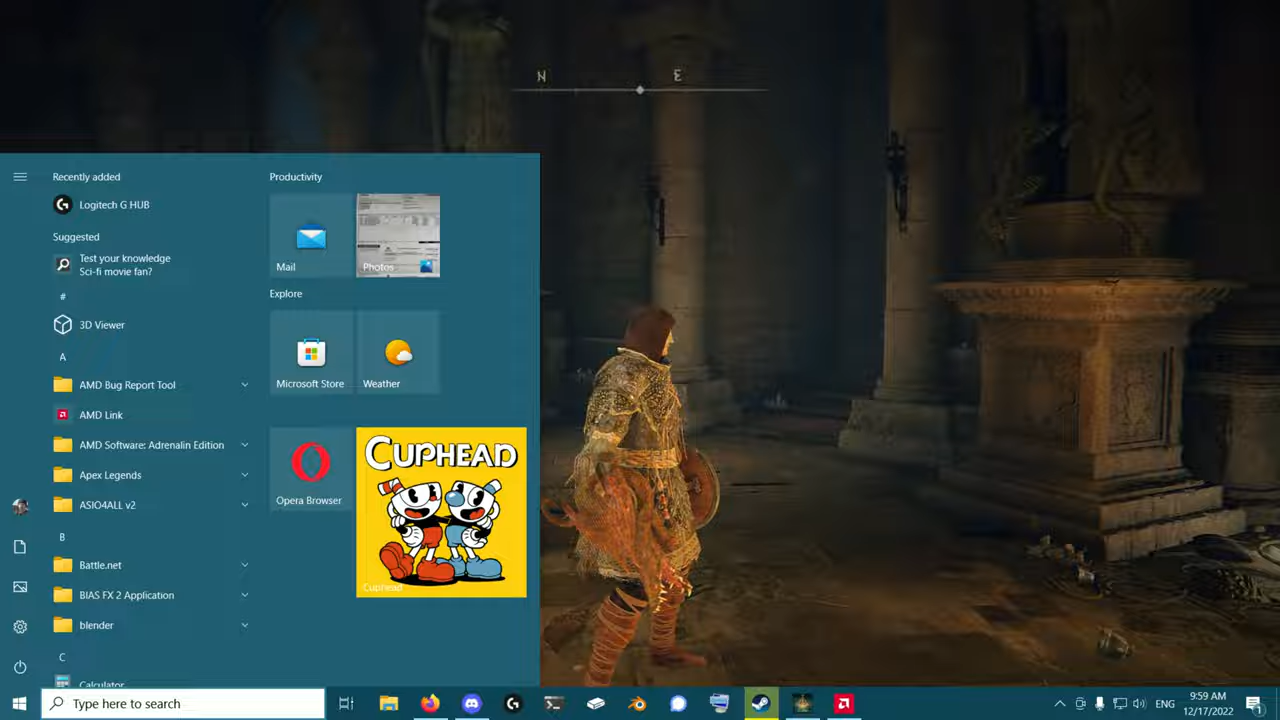 N
E
Recently added
Logitech G HUB
Suggested
Test your knowledge
Sci-fi movie fan?
#
3D Viewer
A
AMD Bug Report Tool
AMD Link
AMD Software: Adrenalin Edition
Apex Legends
ASIO4ALL v2
B
Battle.net
BIAS FX 2 Application
blender
C
Calculator
Productivity
Mail
Photos
Explore
Microsoft Store
Weather
Opera Browser
CUPHEAD
Cuphead
Type here to search
ENG
9:59 AM
12/17/2022
1